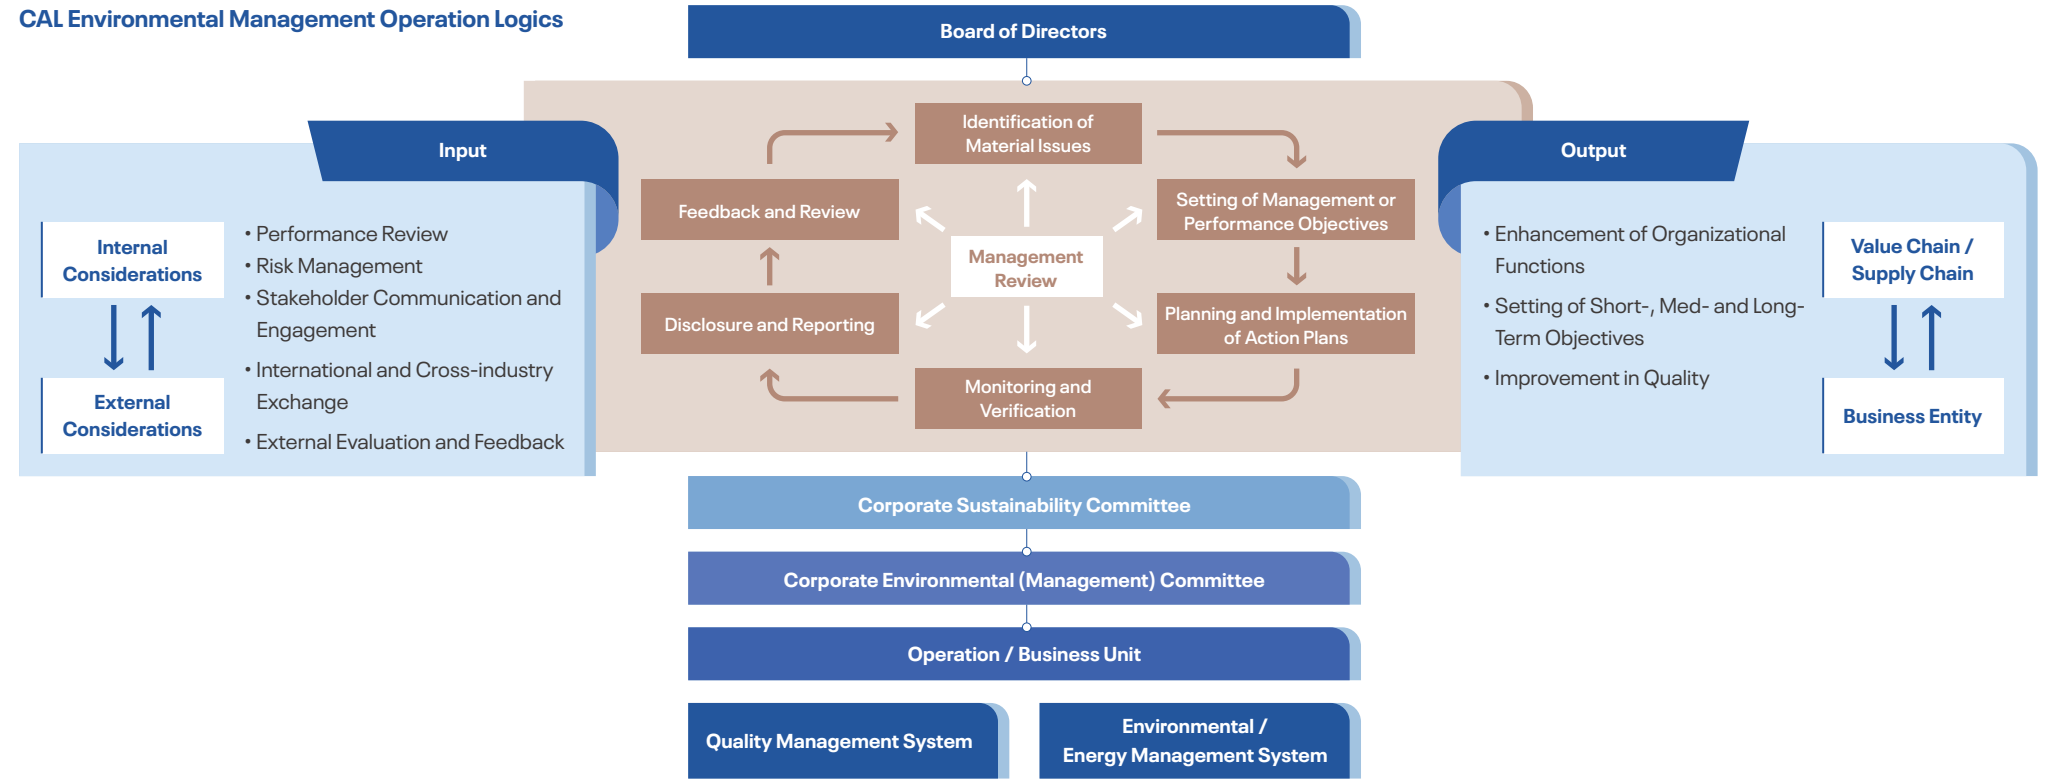 CAL Environmental Management Operation Logics
Board of Directors
Input
Internal
Considerations
External
Considerations
• Performance Review
• Risk Management
• Stakeholder Communication and
Engagement
• International and Cross-industry
Exchange
• External Evaluation and Feedback
Identification of
Material Issues
Setting of Management or
Performance Objectives
Planning and Implementation
of Action Plans
Monitoring and
Verification
Disclosure and Reporting
Feedback and Review
Management
Review
Output
• Enhancement of Organizational
Functions
• Setting of Short-, Med- and Long-
Term Objectives
• Improvement in Quality
Value Chain /
Supply Chain
Business Entity
Corporate Sustainability Committee
Corporate Environmental (Management) Committee
Operation / Business Unit
Quality Management System
Environmental /
Energy Management System